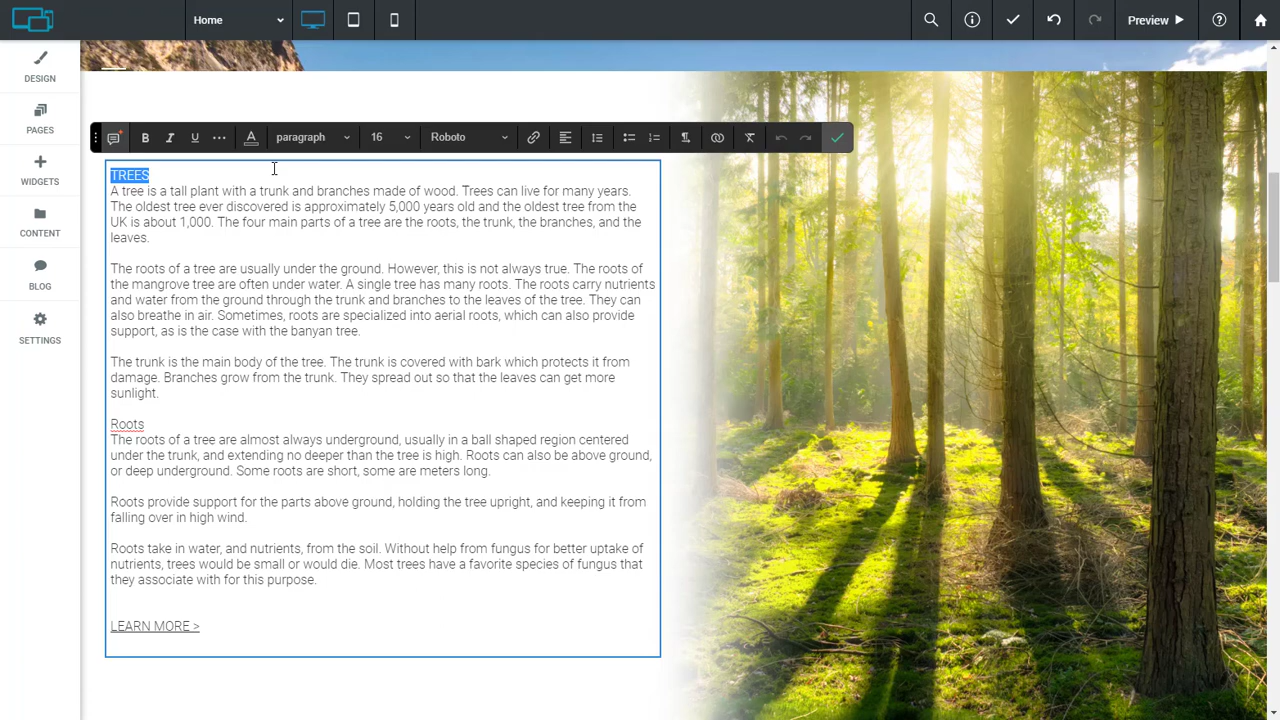 Home
Preview
DESIGN
PAGES
WIDGETS
CONTENT
BLOG
SETTINGS
B I U ... A paragraph 16 Roboto
TREES
A tree is a tall plant with a trunk and branches made of wood. Trees can live for many years.
The oldest tree ever discovered is approximately 5,000 years old and the oldest tree from the
UK is about 1,000. The four main parts of a tree are the roots, the trunk, the branches, and the
leaves.
The roots of a tree are usually under the ground. However, this is not always true. The roots of
the mangrove tree are often under water. A single tree has many roots. The roots carry nutrients
and water from the ground through the trunk and branches to the leaves of the tree. They can
also breathe in air. Sometimes, roots are specialized into aerial roots, which can also provide
support, as is the case with the banyan tree.
The trunk is the main body of the tree. The trunk is covered with bark which protects it from
damage. Branches grow from the trunk. They spread out so that the leaves can get more
sunlight.
Roots
The roots of a tree are almost always underground, usually in a ball shaped region centered
under the trunk, and extending no deeper than the tree is high. Roots can also be above ground,
or deep underground. Some roots are short, some are meters long.
Roots provide support for the parts above ground, holding the tree upright, and keeping it from
falling over in high wind.
Roots take in water, and nutrients, from the soil. Without help from fungus for better uptake of
nutrients, trees would be small or would die. Most trees have a favorite species of fungus that
they associate with for this purpose.
LEARN MORE >